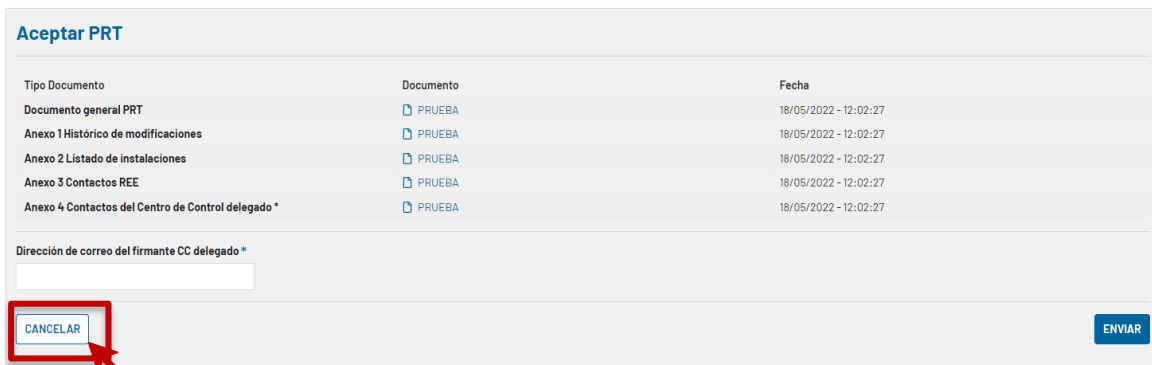 Aceptar PRT
Tipo Documento Documento Fecha
Documento general PRT PRUEBA 18/05/2022 - 12:02:27
Anexo 1 Histórico de modificaciones PRUEBA 18/05/2022 - 12:02:27
Anexo 2 Listado de instalaciones PRUEBA 18/05/2022 - 12:02:27
Anexo 3 Contactos REE PRUEBA 18/05/2022 - 12:02:27
Anexo 4 Contactos del Centro de Control delegado * PRUEBA 18/05/2022 - 12:02:27
Dirección de correo del firmante CC delegado *
CANCELAR ENVIAR